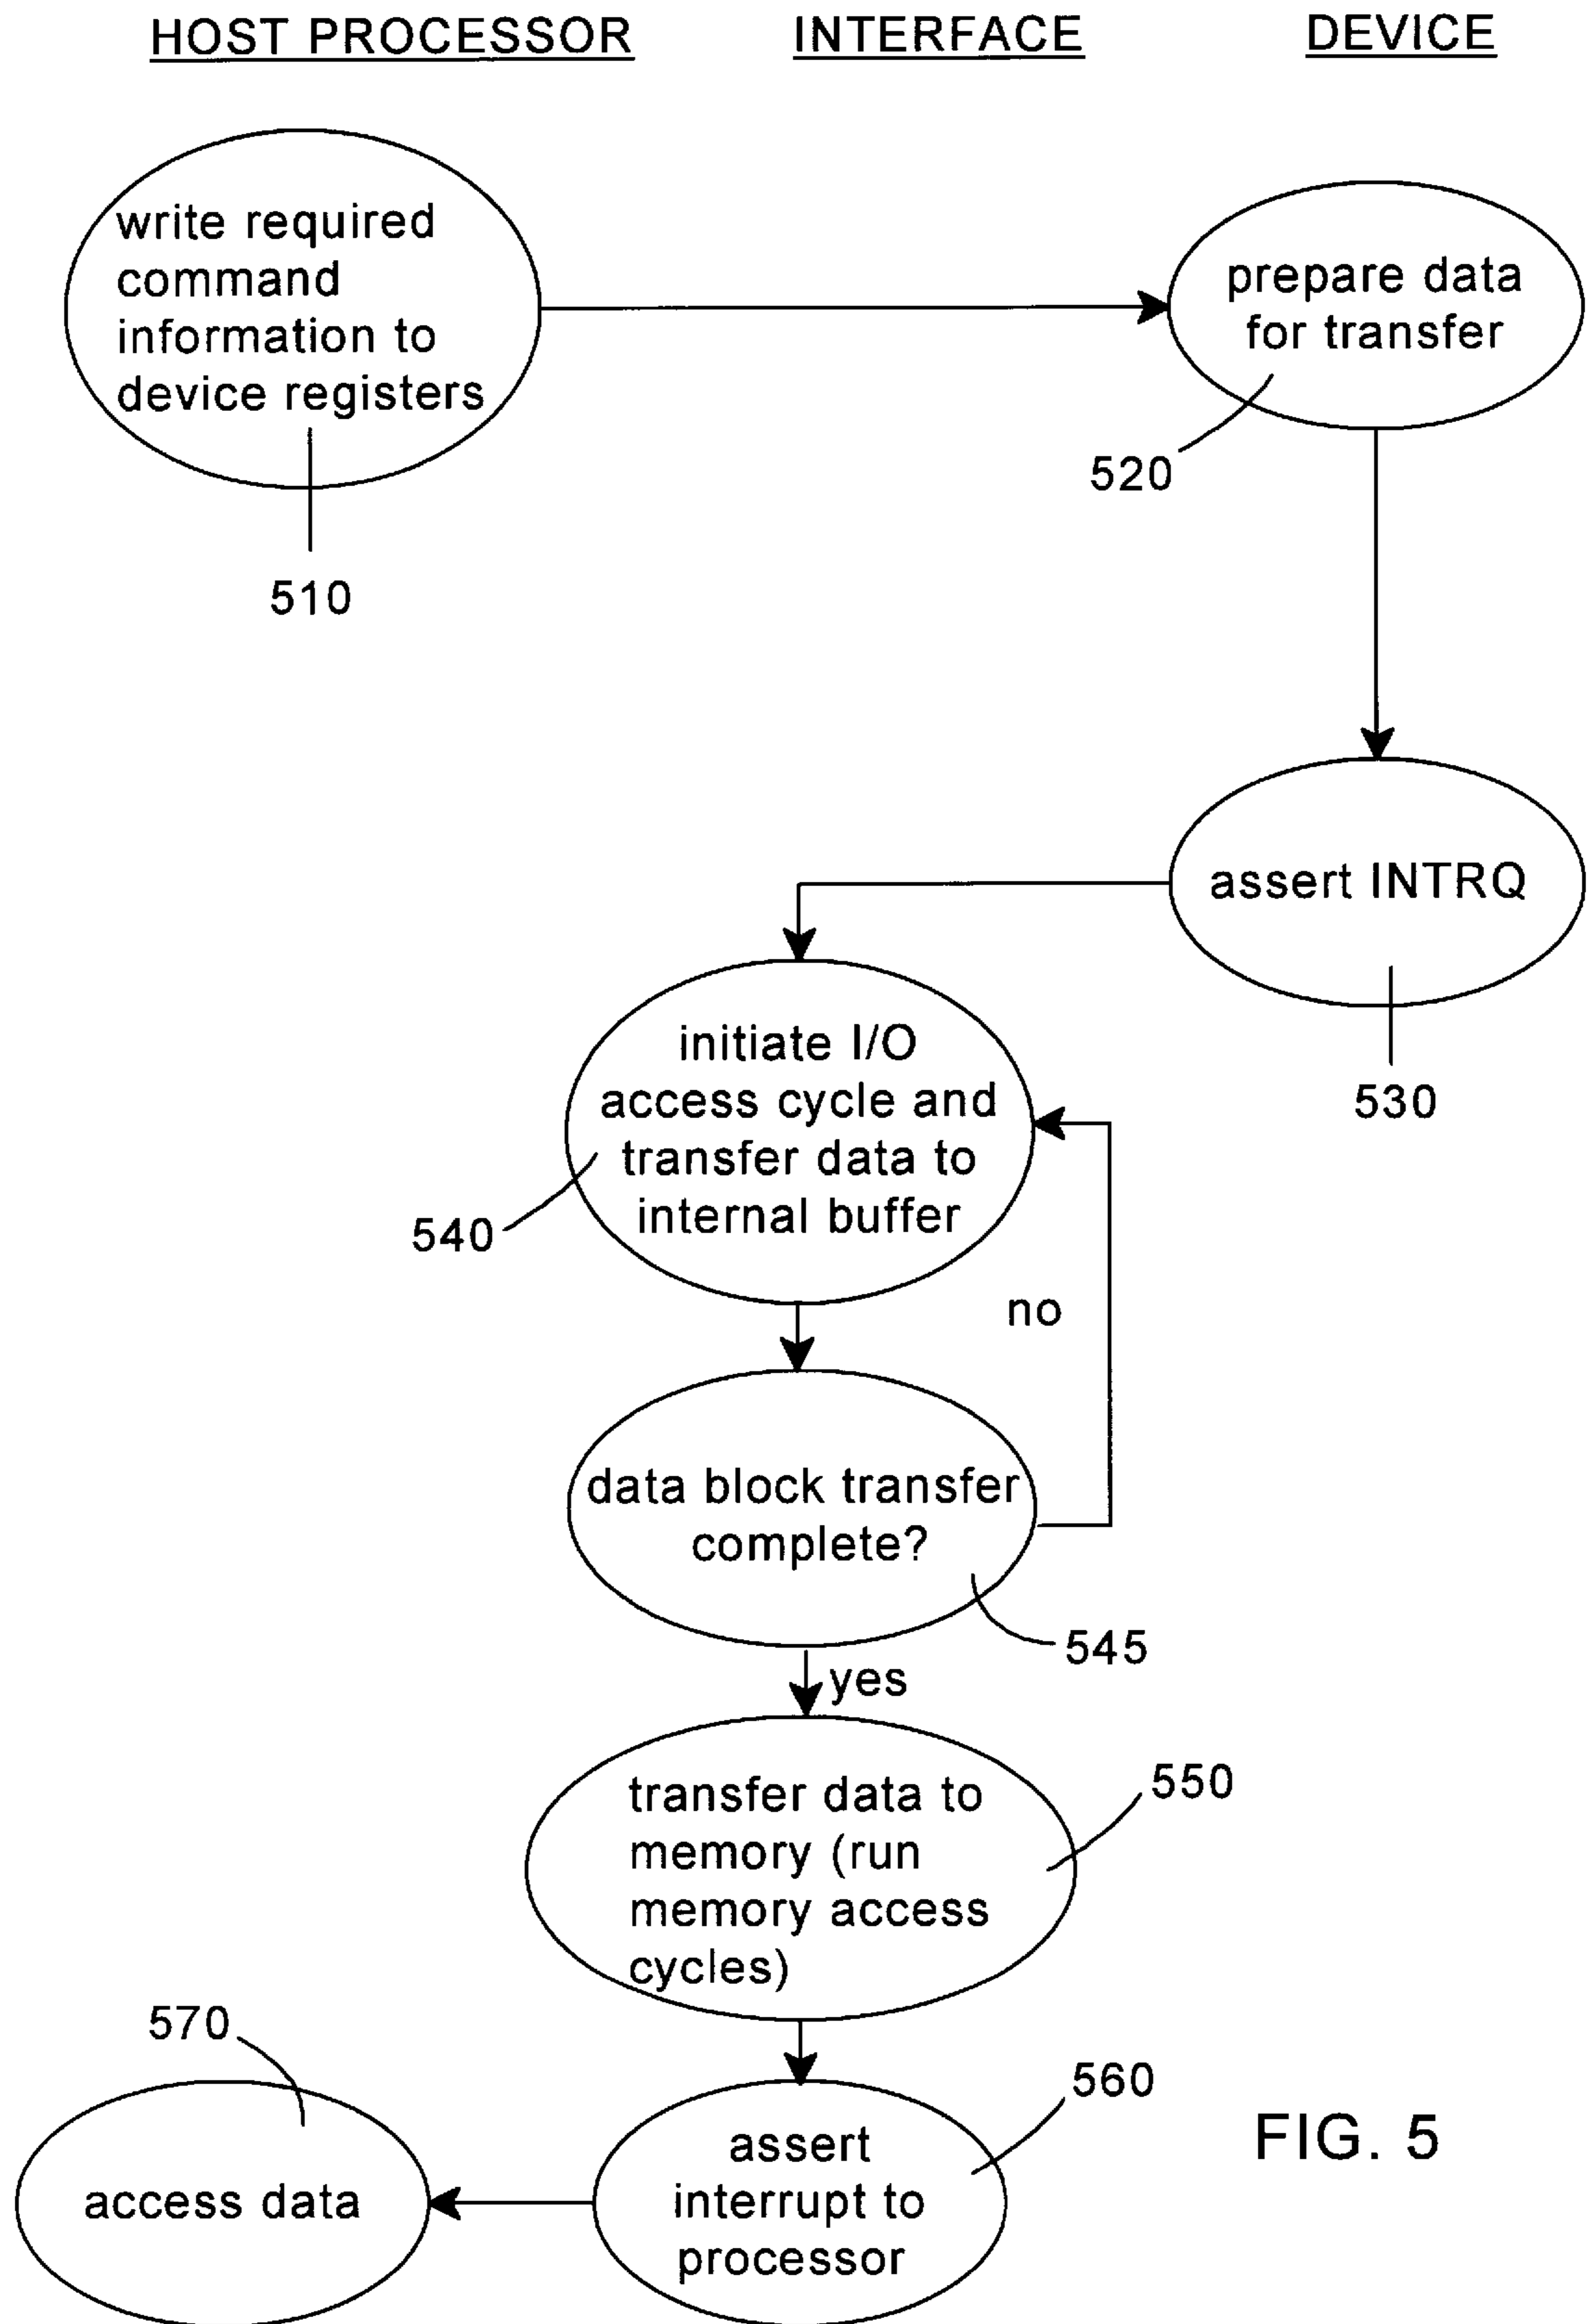 HOST PROCESSOR
INTERFACE
DEVICE
write required
command
information to
device registers
510
prepare data
for transfer
520
assert INTRQ
530
initiate I/O
access cycle and
transfer data to
internal buffer
540
no
data block transfer
complete?
545
yes
transfer data to
memory (run
memory access
cycles)
550
560
assert
interrupt to
processor
570
access data
FIG. 5